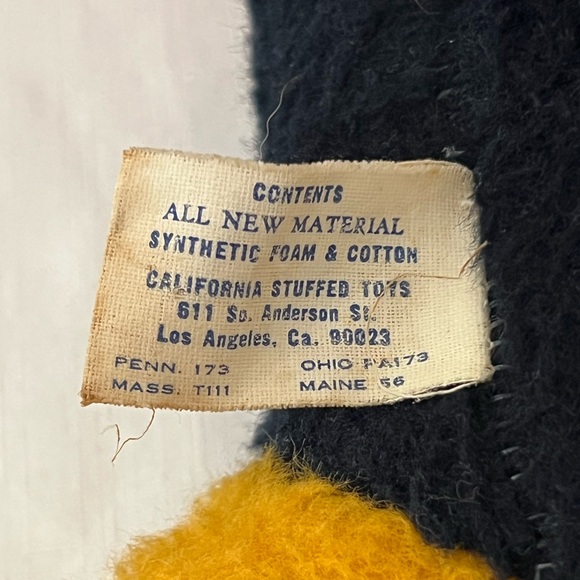 CONTENTS
ALL NEW MATERIAL
SYNTHETIC FOAM & COTTON
CALIFORNIA STUFFED TOYS
611 So. Anderson St.
Los Angeles, Ca. 90023
PENN. 173 OHIO PA173
MASS. T111 MAINE 56